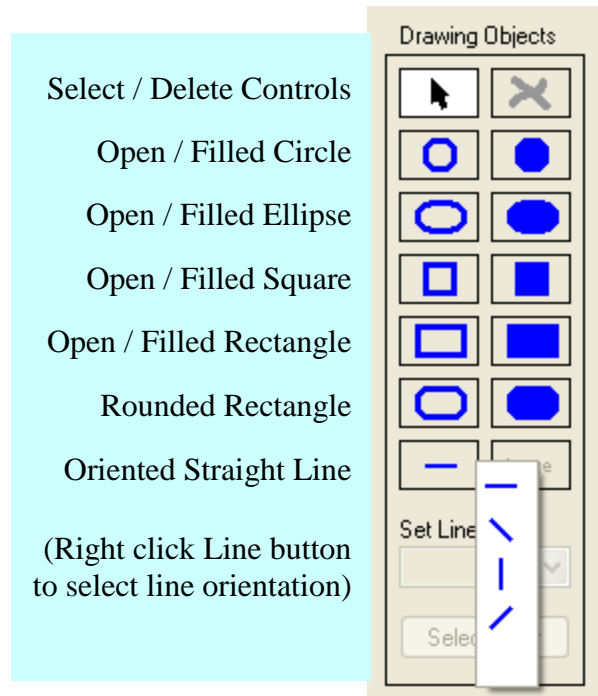 Drawing Objects
Select / Delete Controls
Open / Filled Circle
Open / Filled Ellipse
Open / Filled Square
Open / Filled Rectangle
Rounded Rectangle
Oriented Straight Line
Set Line
(Right click Line button
to select line orientation)